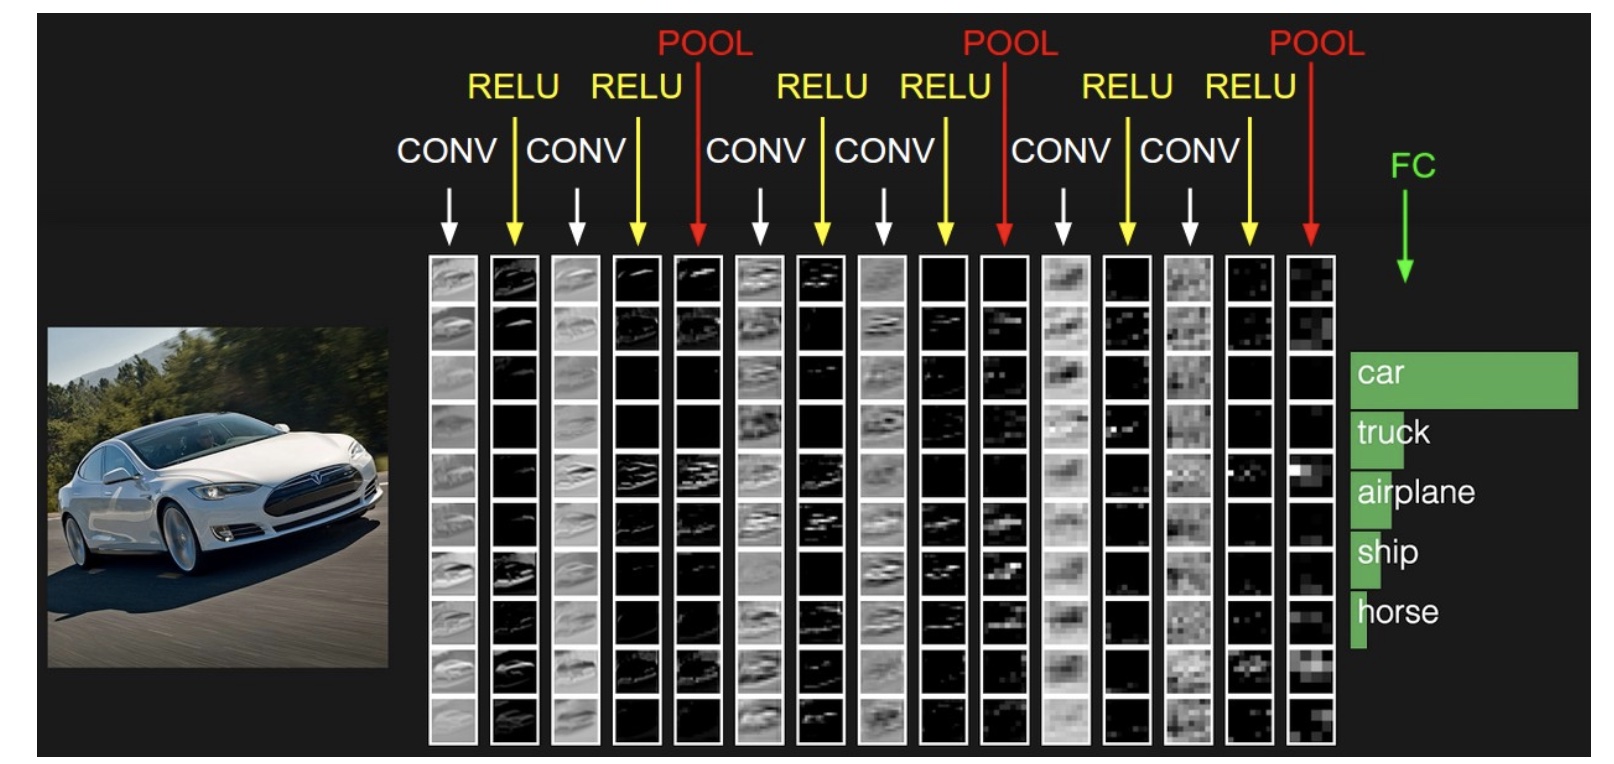 POOL POOL POOL
RELU RELU RELU RELU RELU RELU
CONV CONV CONV CONV CONV CONV
FC
car
truck
airplane
ship
horse